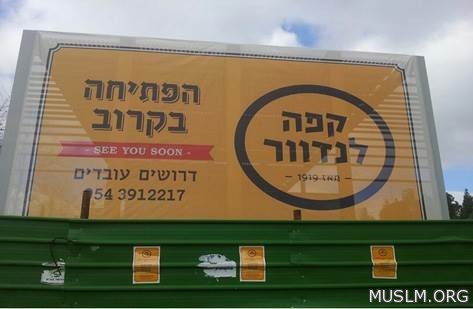 הפתיחה
בקרוב
- SEE YOU SOON -
דרושים עובדים
054 3912217
קפה
לנדוור
— מאז 1919 —
MUSLM.ORG